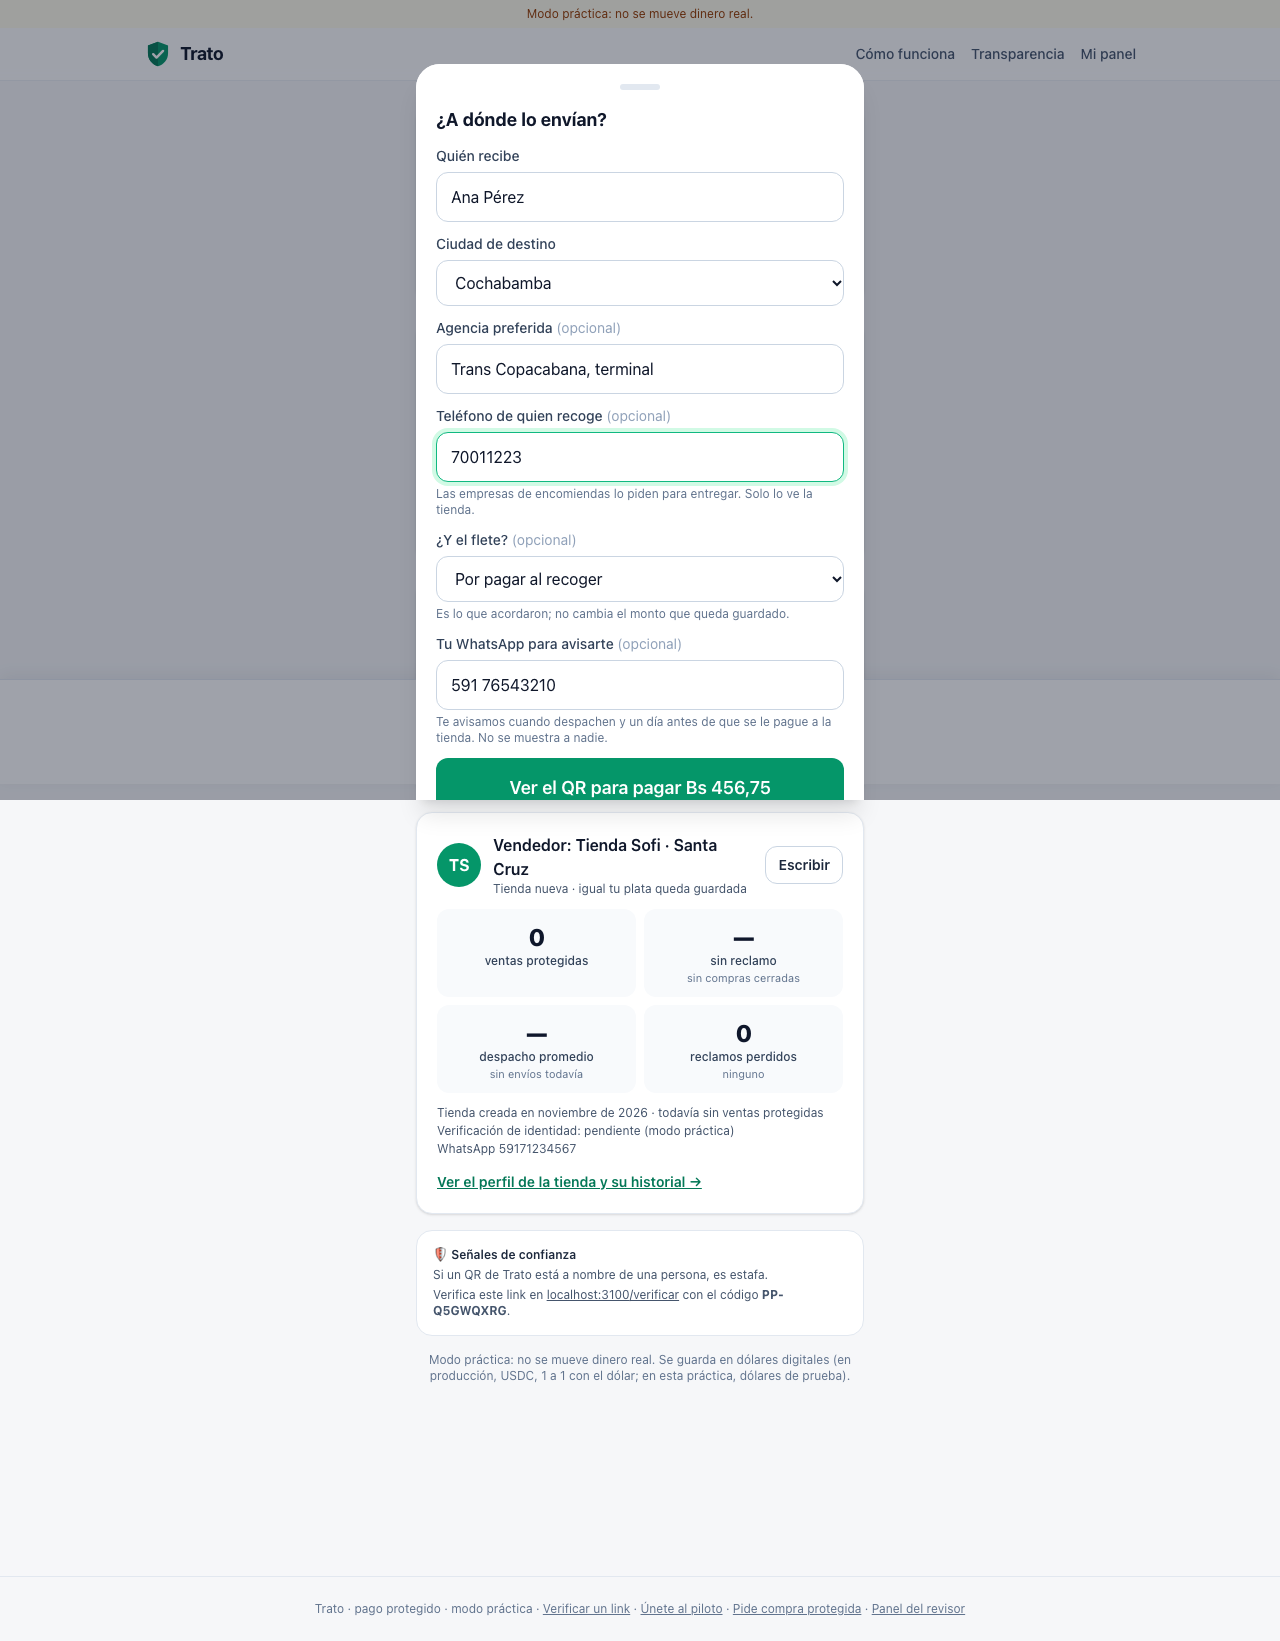 Modo práctica: no se mueve dinero real.
Trato
Cómo funciona
Transparencia
Mi panel
¿A dónde lo envían?
Quién recibe
Ana Pérez
Ciudad de destino
Cochabamba
Agencia preferida (opcional)
Trans Copacabana, terminal
Teléfono de quien recoge (opcional)
70011223
Las empresas de encomiendas lo piden para entregar. Solo lo ve la
tienda.
¿Y el flete? (opcional)
Por pagar al recoger
Es lo que acordaron; no cambia el monto que queda guardado.
Tu WhatsApp para avisarte (opcional)
591 76543210
Te avisamos cuando despachen y un día antes de que se le pague a la
tienda. No se muestra a nadie.
Ver el QR para pagar Bs 456,75
TS
Vendedor: Tienda Sofi · Santa
Cruz
Tienda nueva · igual tu plata queda guardada
Escribir
0
ventas protegidas
—
sin reclamo
sin compras cerradas
—
despacho promedio
sin envíos todavía
0
reclamos perdidos
ninguno
Tienda creada en noviembre de 2026 · todavía sin ventas protegidas
Verificación de identidad: pendiente (modo práctica)
WhatsApp 59171234567
Ver el perfil de la tienda y su historial →
Señales de confianza
Si un QR de Trato está a nombre de una persona, es estafa.
Verifica este link en localhost:3100/verificar con el código PP-
Q5GWQXRG.
Modo práctica: no se mueve dinero real. Se guarda en dólares digitales (en
producción, USDC, 1 a 1 con el dólar; en esta práctica, dólares de prueba).
Trato · pago protegido · modo práctica · Verificar un link · Únete al piloto · Pide compra protegida · Panel del revisor